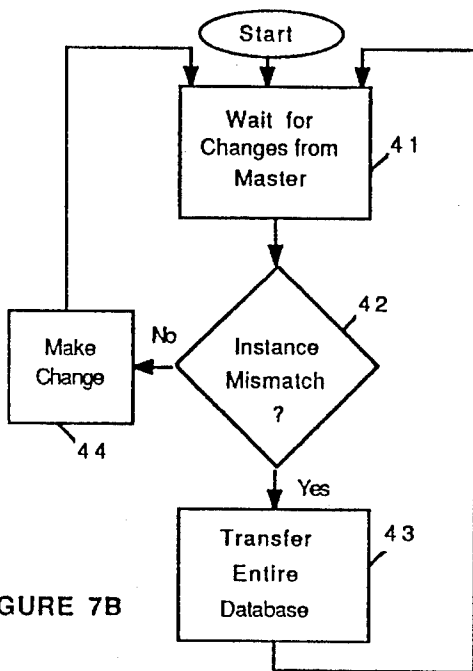 Start
Wait for
Changes from
Master
41
42
Instance
Mismatch
?
No
Make
Change
44
Yes
Transfer
Entire
Database
43
GURE 7B